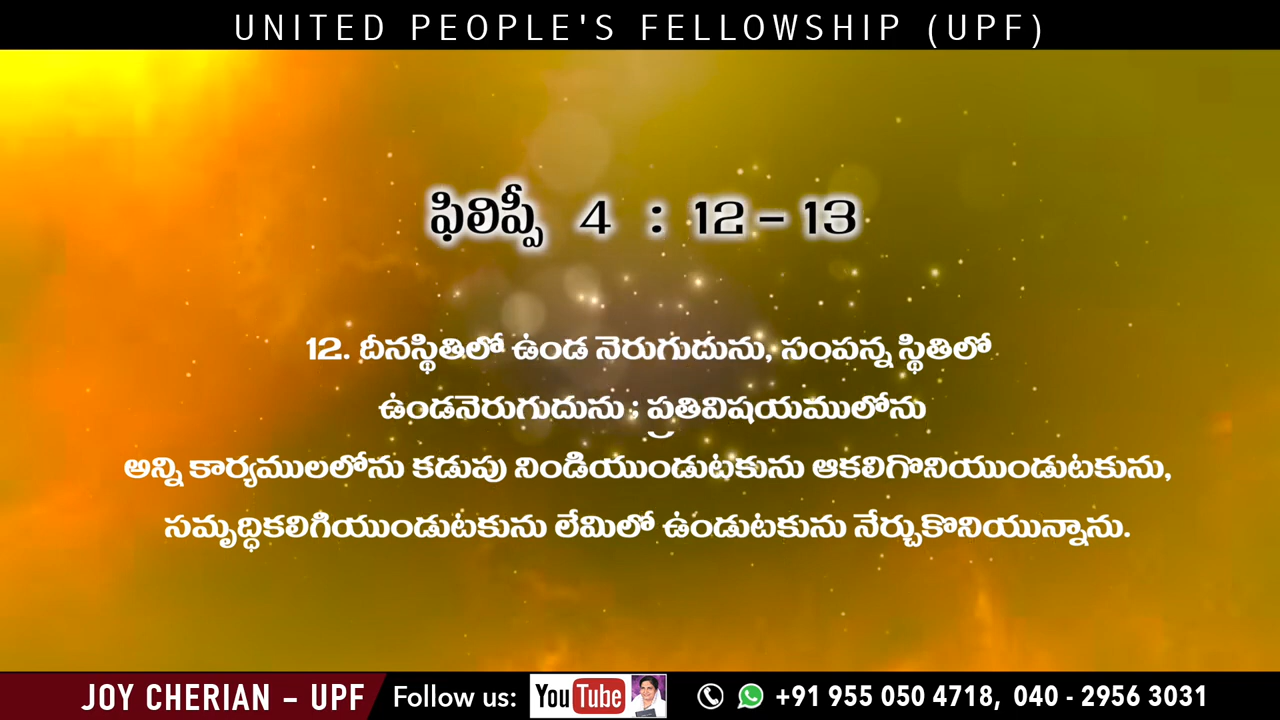 UNITED PEOPLE'S FELLOWSHIP (UPF)
ఫిలిప్పీ 4 : 12 – 13
12. దీనస్థితిలో ఉండ నెరుగుదును, సంపన్న స్థితిలో
ఉండనెరుగుదును ; ప్రతివిషయములోను
అన్ని కార్యములలోను కడుపు నిండియుండుటకును ఆకలిగొనియుండుటకును,
సమృద్ధికలిగియుండుటకును లేమిలో ఉండుటకును నేర్చుకొనియున్నాను.
JOY CHERIAN – UPF Follow us: YouTube +91 955 050 4718, 040 - 2956 3031